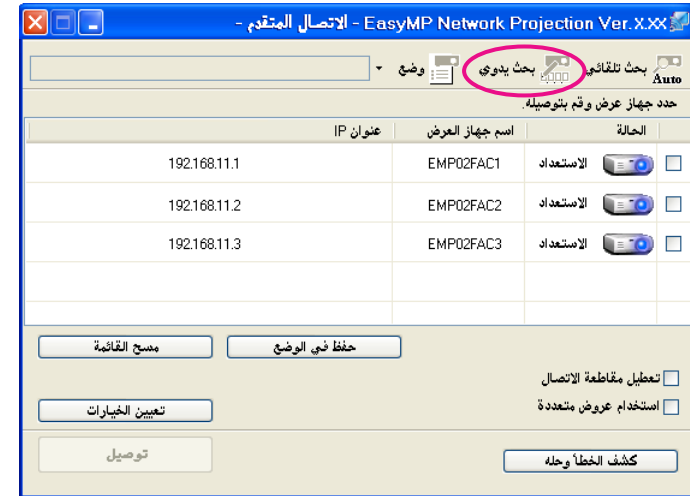 EasyMP Network Projection Ver.X.XX - الاتصال المتقدم -
بحث تلقائي Auto بحث يدوي وضع
حدد جهاز عرض وقم بتوصيله.
الحالة اسم جهاز العرض عنوان IP
الاستعداد EMP02FAC1 192.168.11.1
الاستعداد EMP02FAC2 192.168.11.2
الاستعداد EMP02FAC3 192.168.11.3
حفظ في الوضع مسح القائمة
تعطيل مقاطعة الاتصال
استخدام عروض متعددة تعيين الخيارات
كشف الخطأ وحله توصيل